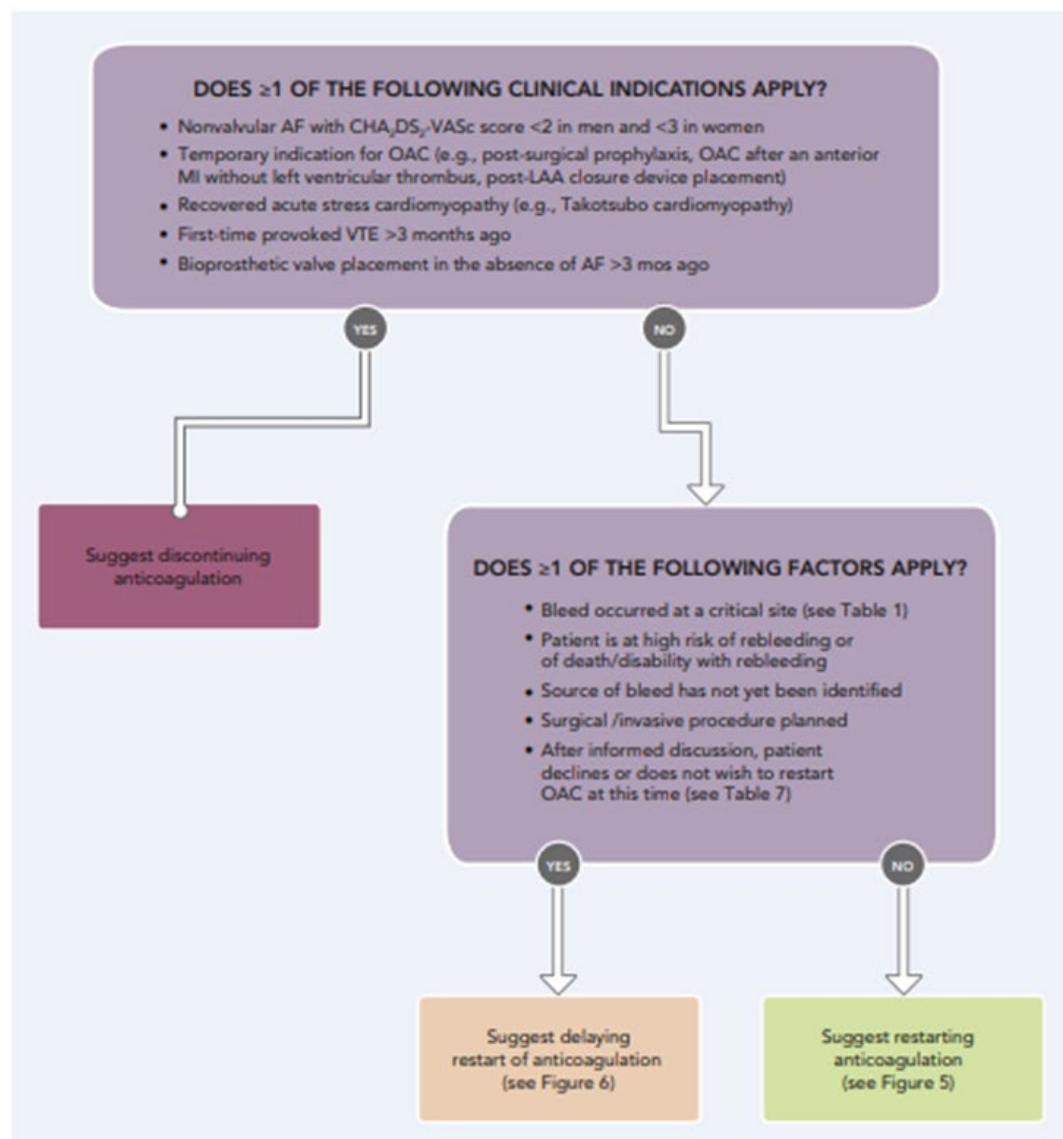 DOES ≥1 OF THE FOLLOWING CLINICAL INDICATIONS APPLY?
• Nonvalvular AF with CHA₂DS₂-VASc score <2 in men and <3 in women
• Temporary indication for OAC (e.g., post-surgical prophylaxis, OAC after an anterior
MI without left ventricular thrombus, post-LAA closure device placement)
• Recovered acute stress cardiomyopathy (e.g., Takotsubo cardiomyopathy)
• First-time provoked VTE >3 months ago
• Bioprosthetic valve placement in the absence of AF >3 mos ago
YES
NO
Suggest discontinuing
anticoagulation
DOES ≥1 OF THE FOLLOWING FACTORS APPLY?
• Bleed occurred at a critical site (see Table 1)
• Patient is at high risk of rebleeding or
of death/disability with rebleeding
• Source of bleed has not yet been identified
• Surgical /invasive procedure planned
• After informed discussion, patient
declines or does not wish to restart
OAC at this time (see Table 7)
YES
NO
Suggest delaying
restart of anticoagulation
(see Figure 6)
Suggest restarting
anticoagulation
(see Figure 5)